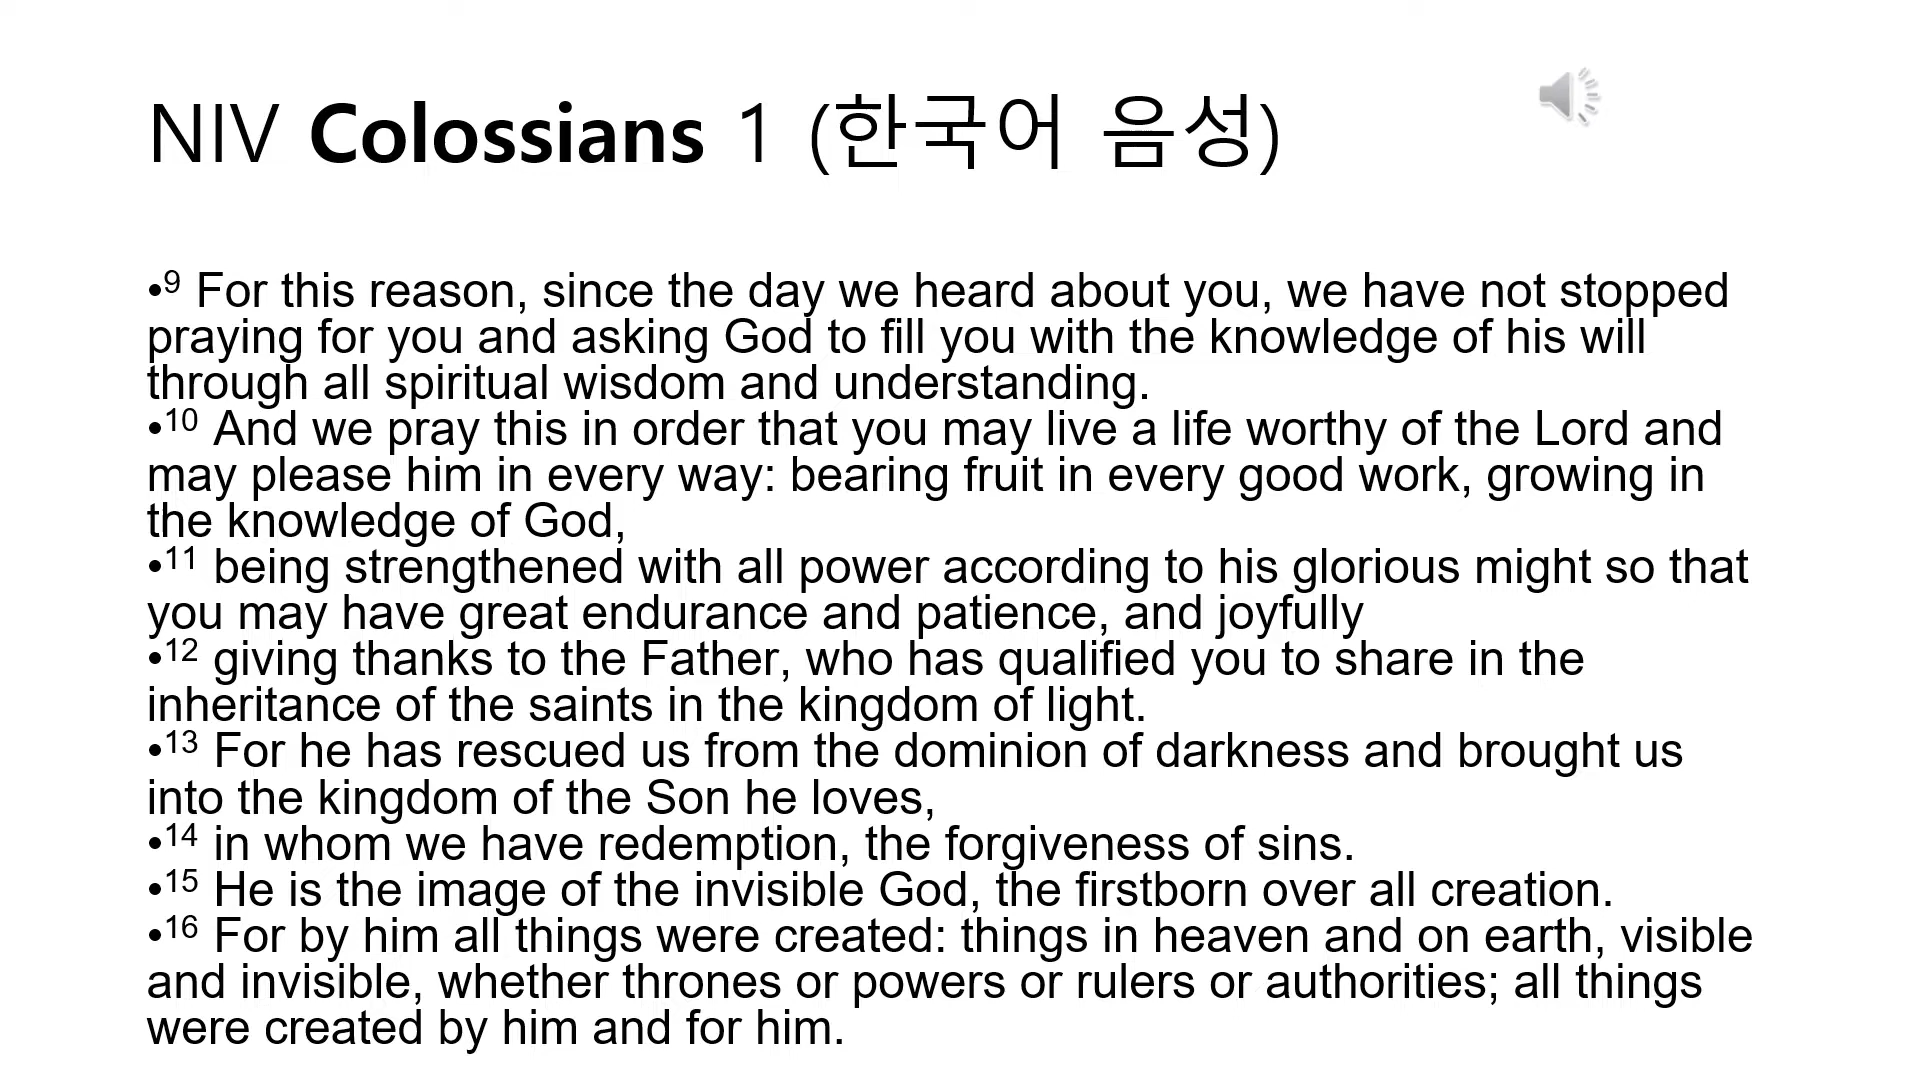 NIV Colossians 1 (한국어 음성)
•9 For this reason, since the day we heard about you, we have not stopped
praying for you and asking God to fill you with the knowledge of his will
through all spiritual wisdom and understanding.
•10 And we pray this in order that you may live a life worthy of the Lord and
may please him in every way: bearing fruit in every good work, growing in
the knowledge of God,
•11 being strengthened with all power according to his glorious might so that
you may have great endurance and patience, and joyfully
•12 giving thanks to the Father, who has qualified you to share in the
inheritance of the saints in the kingdom of light.
•13 For he has rescued us from the dominion of darkness and brought us
into the kingdom of the Son he loves,
•14 in whom we have redemption, the forgiveness of sins.
•15 He is the image of the invisible God, the firstborn over all creation.
•16 For by him all things were created: things in heaven and on earth, visible
and invisible, whether thrones or powers or rulers or authorities; all things
were created by him and for him.